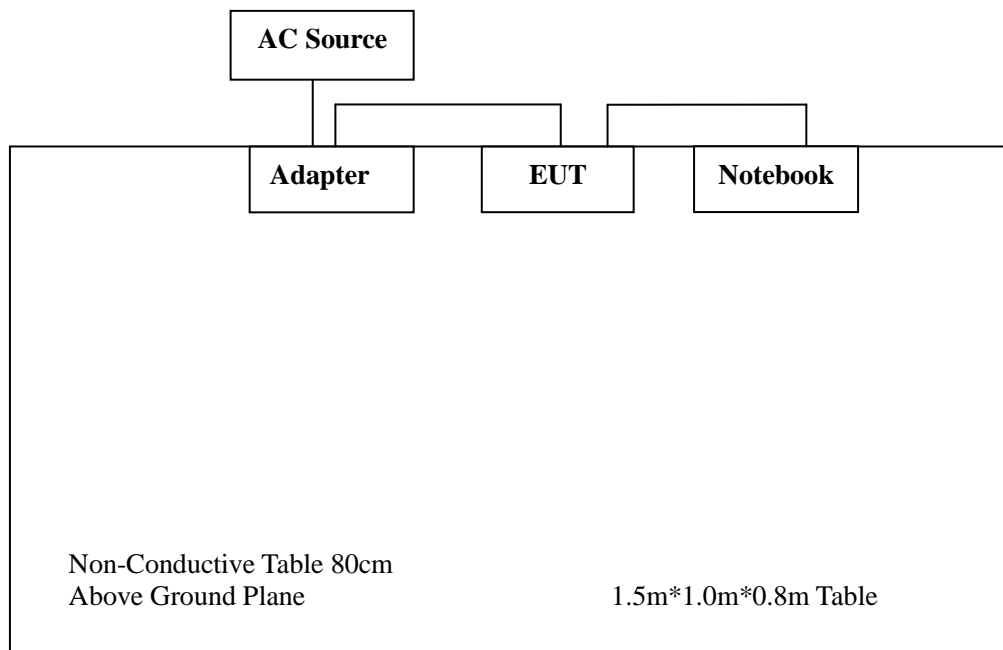 AC Source
Adapter
EUT
Notebook
Non-Conductive Table 80cm
Above Ground Plane
1.5m*1.0m*0.8m Table